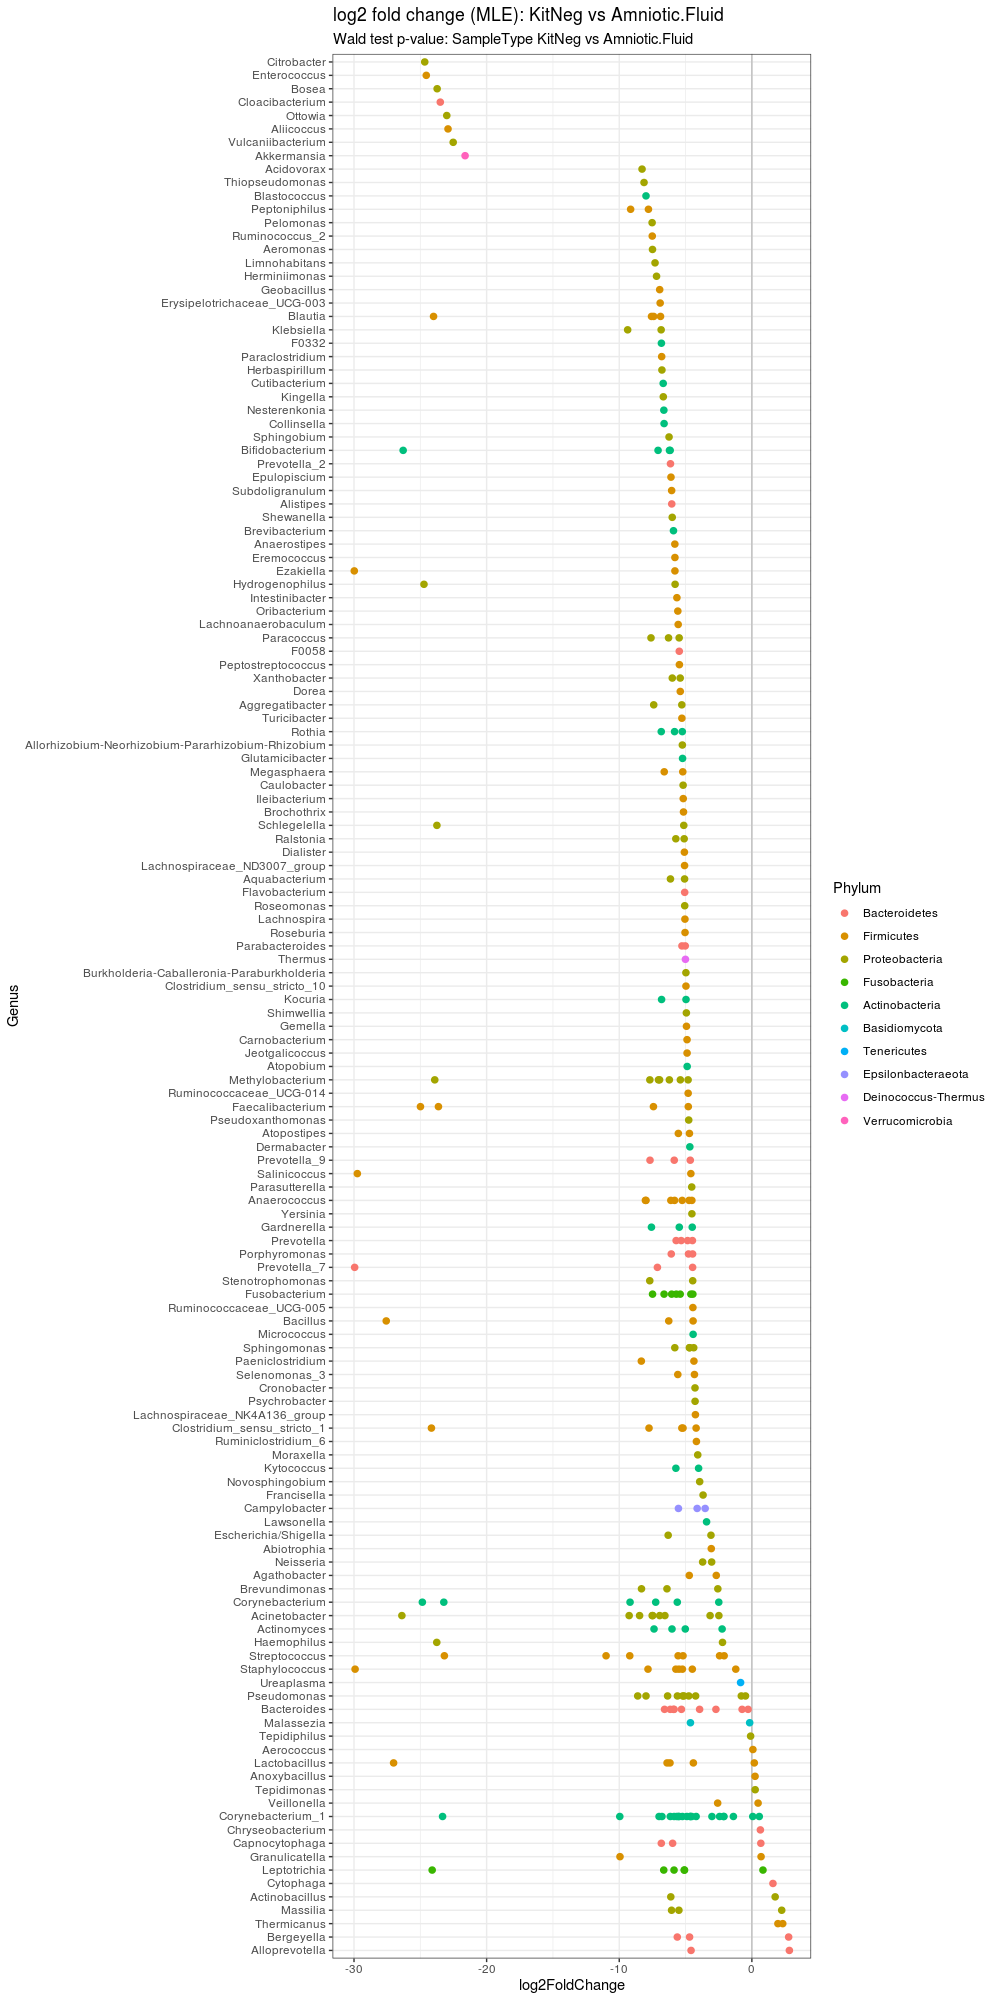 log2 fold change (MLE): KitNeg vs Amniotic.Fluid
Wald test p-value: SampleType KitNeg vs Amniotic.Fluid
Citrobacter
Enterococcus
Bosea
Cloacibacterium
Ottowia
Aliicoccus
Vulcaniibacterium
Akkermansia
Acidovorax
Thiopseudomonas
Blastococcus
Peptoniphilus
Pelomonas
Ruminococcus_2
Aeromonas
Limnohabitans
Herminiimonas
Geobacillus
Erysipelotrichaceae_UCG-003
Blautia
Klebsiella
F0332
Paraclostridium
Herbaspirillum
Cutibacterium
Kingella
Nesterenkonia
Collinsella
Sphingobium
Bifidobacterium
Prevotella_2
Epulopiscium
Subdoligranulum
Alistipes
Shewanella
Brevibacterium
Anaerostipes
Eremococcus
Ezakiella
Hydrogenophilus
Intestinibacter
Oribacterium
Lachnoanaerobaculum
Paracoccus
F0058
Peptostreptococcus
Xanthobacter
Dorea
Aggregatibacter
Turicibacter
Rothia
Allorhizobium-Neorhizobium-Pararhizobium-Rhizobium
Glutamicibacter
Megasphaera
Caulobacter
Ileibacterium
Brochothrix
Schlegelella
Ralstonia
Dialister
Lachnospiraceae_ND3007_group
Aquabacterium
Flavobacterium
Roseomonas
Lachnospira
Roseburia
Parabacteroides
Thermus
Burkholderia-Caballeronia-Paraburkholderia
Clostridium_sensu_stricto_10
Kocuria
Shimwellia
Gemella
Carnobacterium
Jeotgalicoccus
Atopobium
Methylobacterium
Ruminococcaceae_UCG-014
Faecalibacterium
Pseudoxanthomonas
Atopostipes
Dermabacter
Prevotella_9
Salinicoccus
Parasutterella
Anaerococcus
Yersinia
Gardnerella
Prevotella
Porphyromonas
Prevotella_7
Stenotrophomonas
Fusobacterium
Ruminococcaceae_UCG-005
Bacillus
Micrococcus
Sphingomonas
Paeniclostridium
Selenomonas_3
Cronobacter
Psychrobacter
Lachnospiraceae_NK4A136_group
Clostridium_sensu_stricto_1
Ruminiclostridium_6
Moraxella
Kytococcus
Novosphingobium
Francisella
Campylobacter
Lawsonella
Escherichia/Shigella
Abiotrophia
Neisseria
Agathobacter
Brevundimonas
Corynebacterium
Acinetobacter
Actinomyces
Haemophilus
Streptococcus
Staphylococcus
Ureaplasma
Pseudomonas
Bacteroides
Malassezia
Tepidiphilus
Aerococcus
Lactobacillus
Anoxybacillus
Tepidimonas
Veillonella
Corynebacterium_1
Chryseobacterium
Capnocytophaga
Granulicatella
Leptotrichia
Cytophaga
Actinobacillus
Massilia
Thermicanus
Bergeyella
Alloprevotella
Genus
-30 -20 -10 0
log2FoldChange
Phylum
Bacteroidetes
Firmicutes
Proteobacteria
Fusobacteria
Actinobacteria
Basidiomycota
Tenericutes
Epsilonbacteraeota
Deinococcus-Thermus
Verrucomicrobia